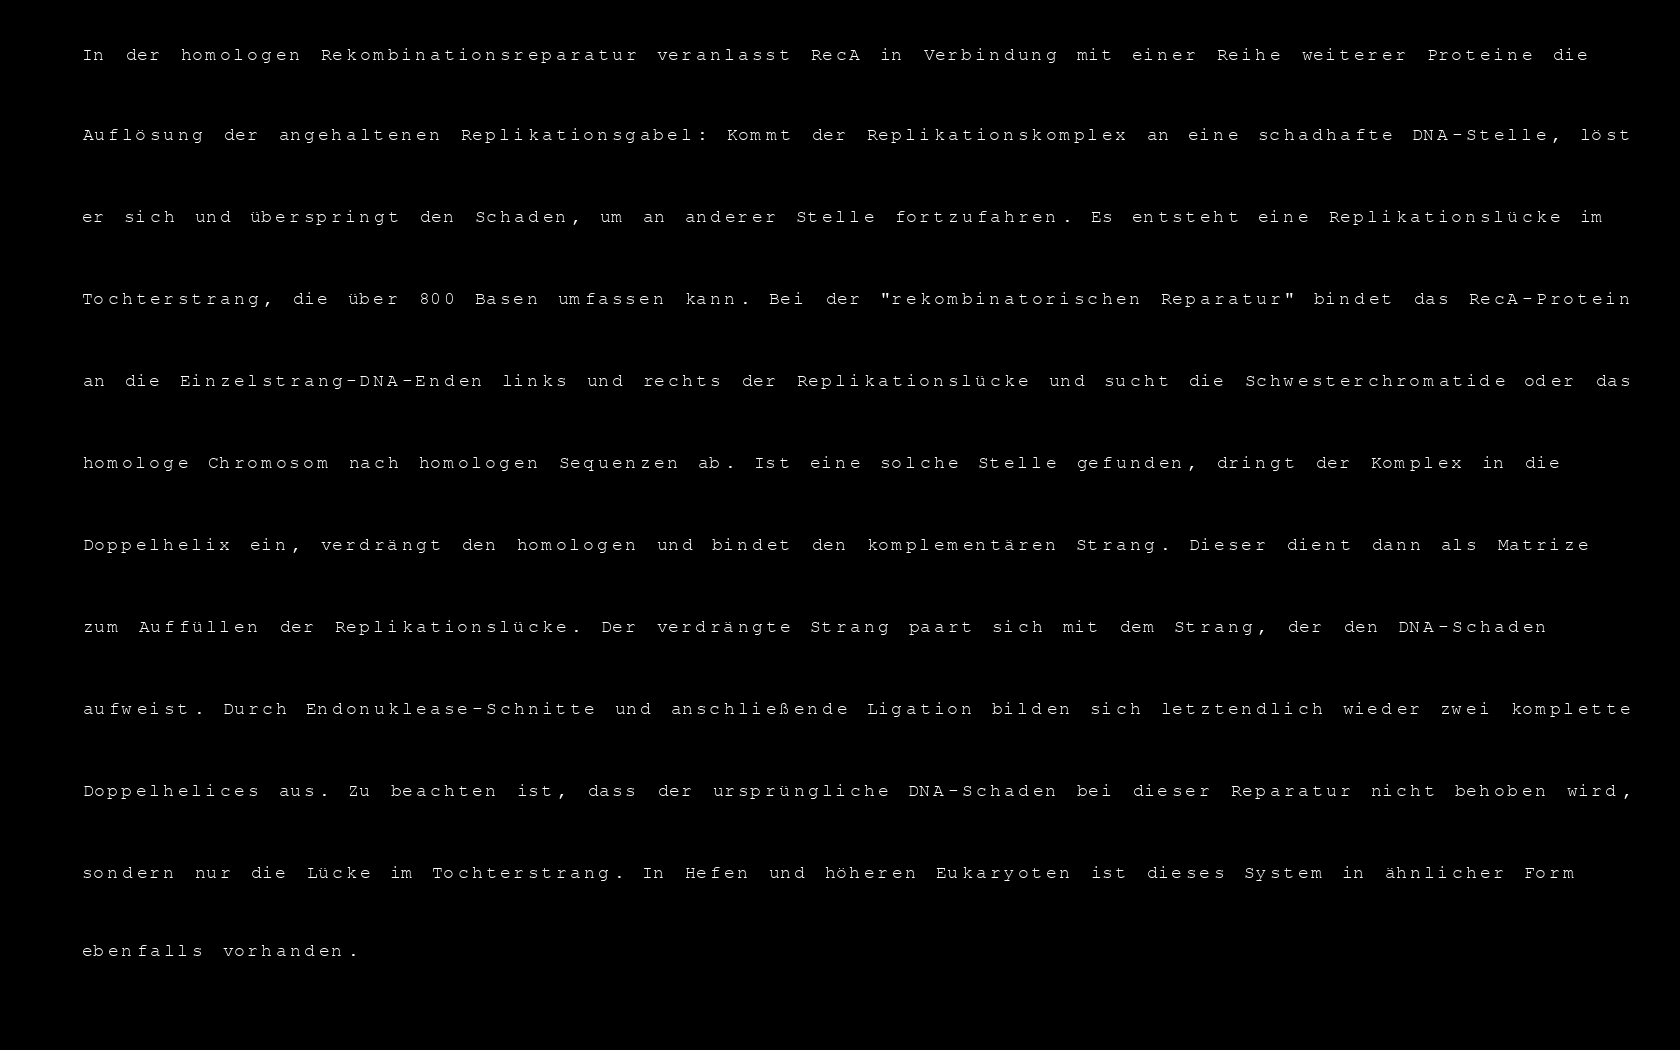 In der homologen Rekombinationsreparatur veranlasst RecA in Verbindung mit einer Reihe weiterer Proteine die
Auflösung der angehaltenen Replikationsgabel: Kommt der Replikationskomplex an eine schadhafte DNA-Stelle, löst
er sich und überspringt den Schaden, um an anderer Stelle fortzufahren. Es entsteht eine Replikationslücke im
Tochterstrang, die über 800 Basen umfassen kann. Bei der "rekombinatorischen Reparatur" bindet das RecA-Protein
an die Einzelstrang-DNA-Enden links und rechts der Replikationslücke und sucht die Schwesterchromatide oder das
homologe Chromosom nach homologen Sequenzen ab. Ist eine solche Stelle gefunden, dringt der Komplex in die
Doppelhelix ein, verdrängt den homologen und bindet den komplementären Strang. Dieser dient dann als Matrize
zum Auffüllen der Replikationslücke. Der verdrängte Strang paart sich mit dem Strang, der den DNA-Schaden
aufweist. Durch Endonuklease-Schnitte und anschließende Ligation bilden sich letztendlich wieder zwei komplette
Doppelhelices aus. Zu beachten ist, dass der ursprüngliche DNA-Schaden bei dieser Reparatur nicht behoben wird,
sondern nur die Lücke im Tochterstrang. In Hefen und höheren Eukaryoten ist dieses System in ähnlicher Form
ebenfalls vorhanden.